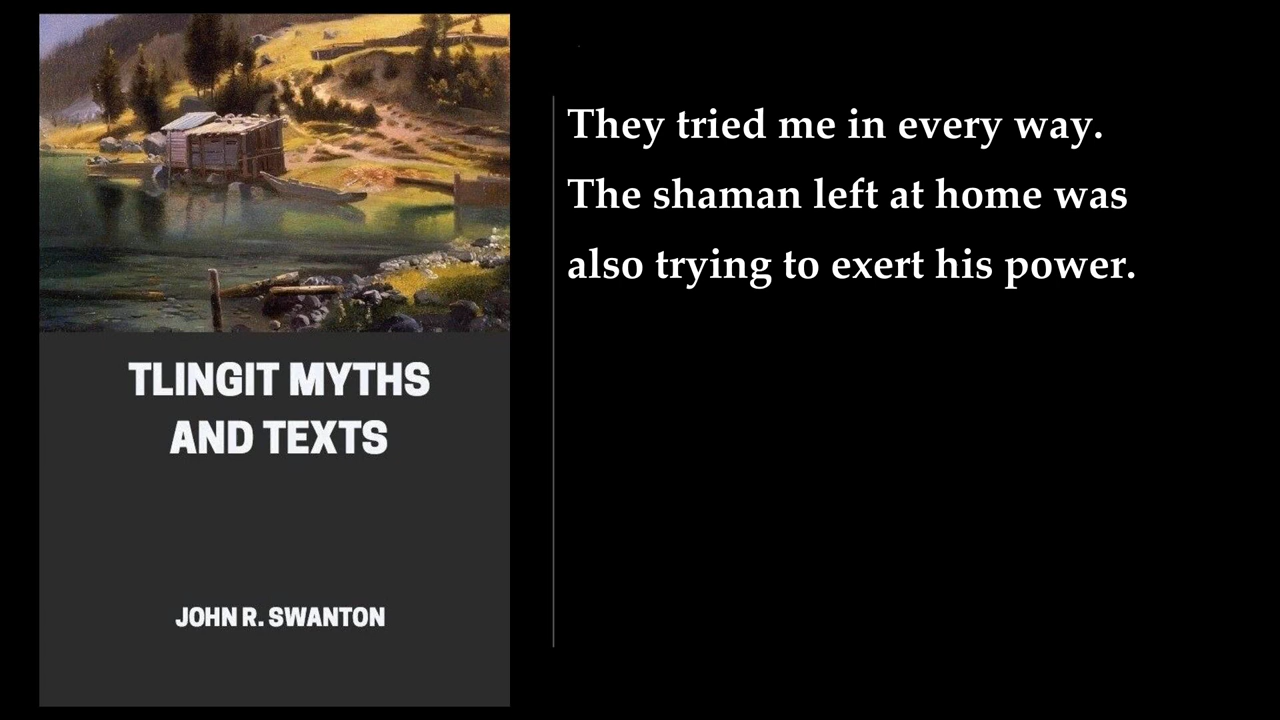 TLINGIT MYTHS
AND TEXTS
JOHN R. SWANTON
They tried me in every way.
The shaman left at home was
also trying to exert his power.